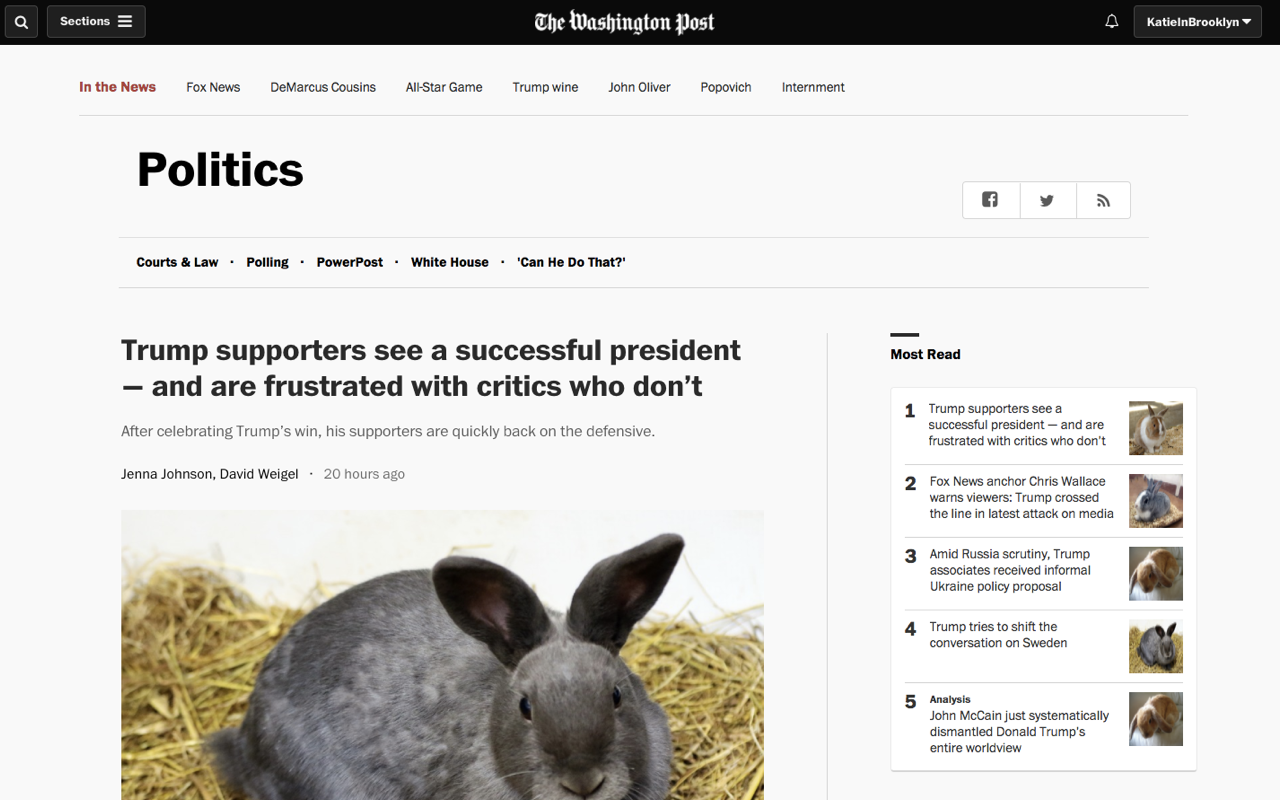 Sections
The Washington Post
KatieInBrooklyn
In the News Fox News DeMarcus Cousins All-Star Game Trump wine John Oliver Popovich Internment
Politics
Courts & Law · Polling · PowerPost · White House · 'Can He Do That?'
Trump supporters see a successful president
— and are frustrated with critics who don’t
After celebrating Trump’s win, his supporters are quickly back on the defensive.
Jenna Johnson, David Weigel · 20 hours ago
Most Read
1 Trump supporters see a
successful president — and are
frustrated with critics who don’t
2 Fox News anchor Chris Wallace
warns viewers: Trump crossed
the line in latest attack on media
3 Amid Russia scrutiny, Trump
associates received informal
Ukraine policy proposal
4 Trump tries to shift the
conversation on Sweden
5 Analysis
John McCain just systematically
dismantled Donald Trump's
entire worldview